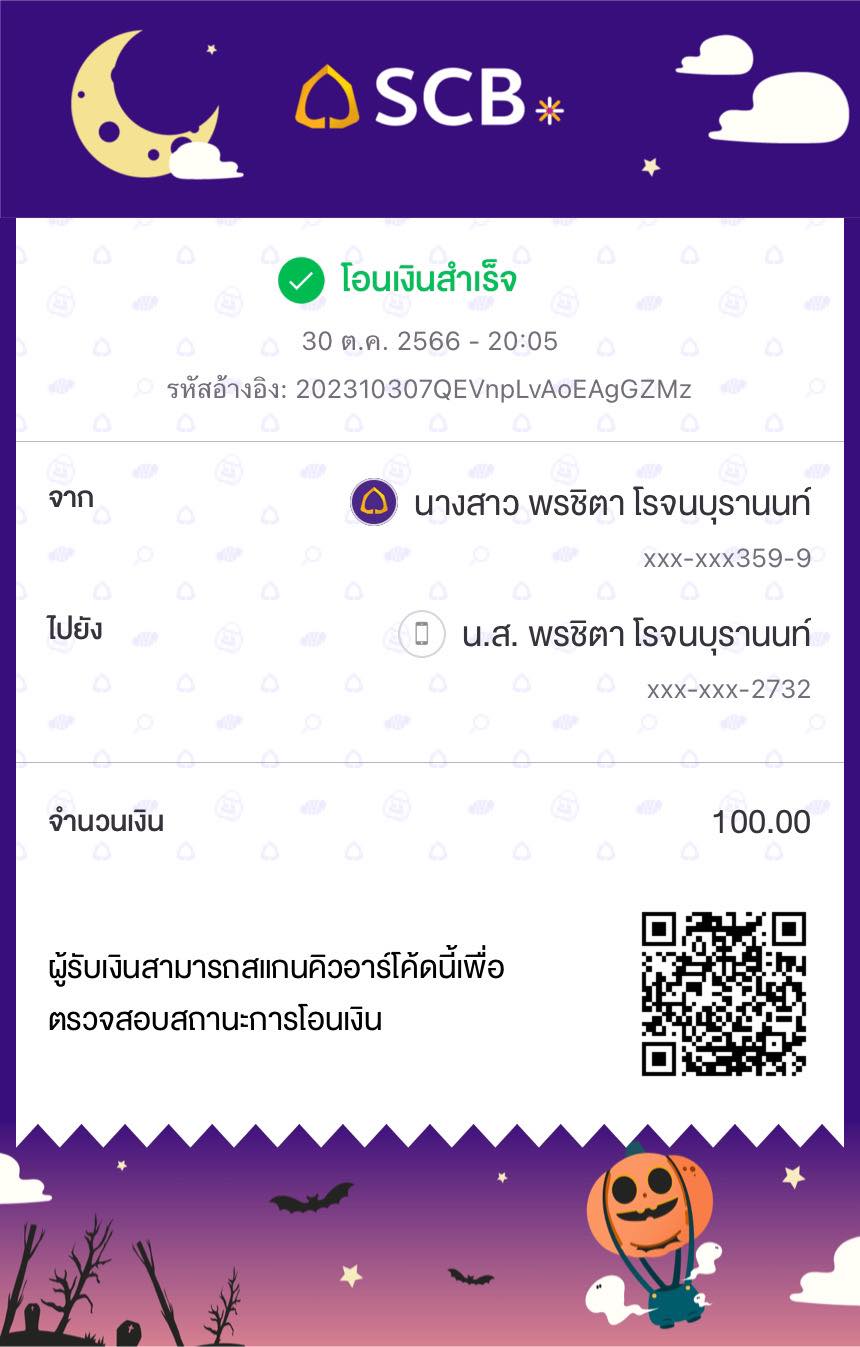 SCB
โอนเงินสำเร็จ
30 ต.ค. 2566 - 20:05
รหัสอ้างอิง: 202310307QEVnpLvAoEAgGZMz
จาก
นางสาว พรชิตา โรจนบุรานนท์
xxx-xxx359-9
ไปยัง
น.ส. พรชิตา โรจนบุรานนท์
xxx-xxx-2732
จำนวนเงิน
100.00
ผู้รับเงินสามารถสแกนคิวอาร์โค้ดนี้เพื่อ
ตรวจสอบสถานะการโอนเงิน